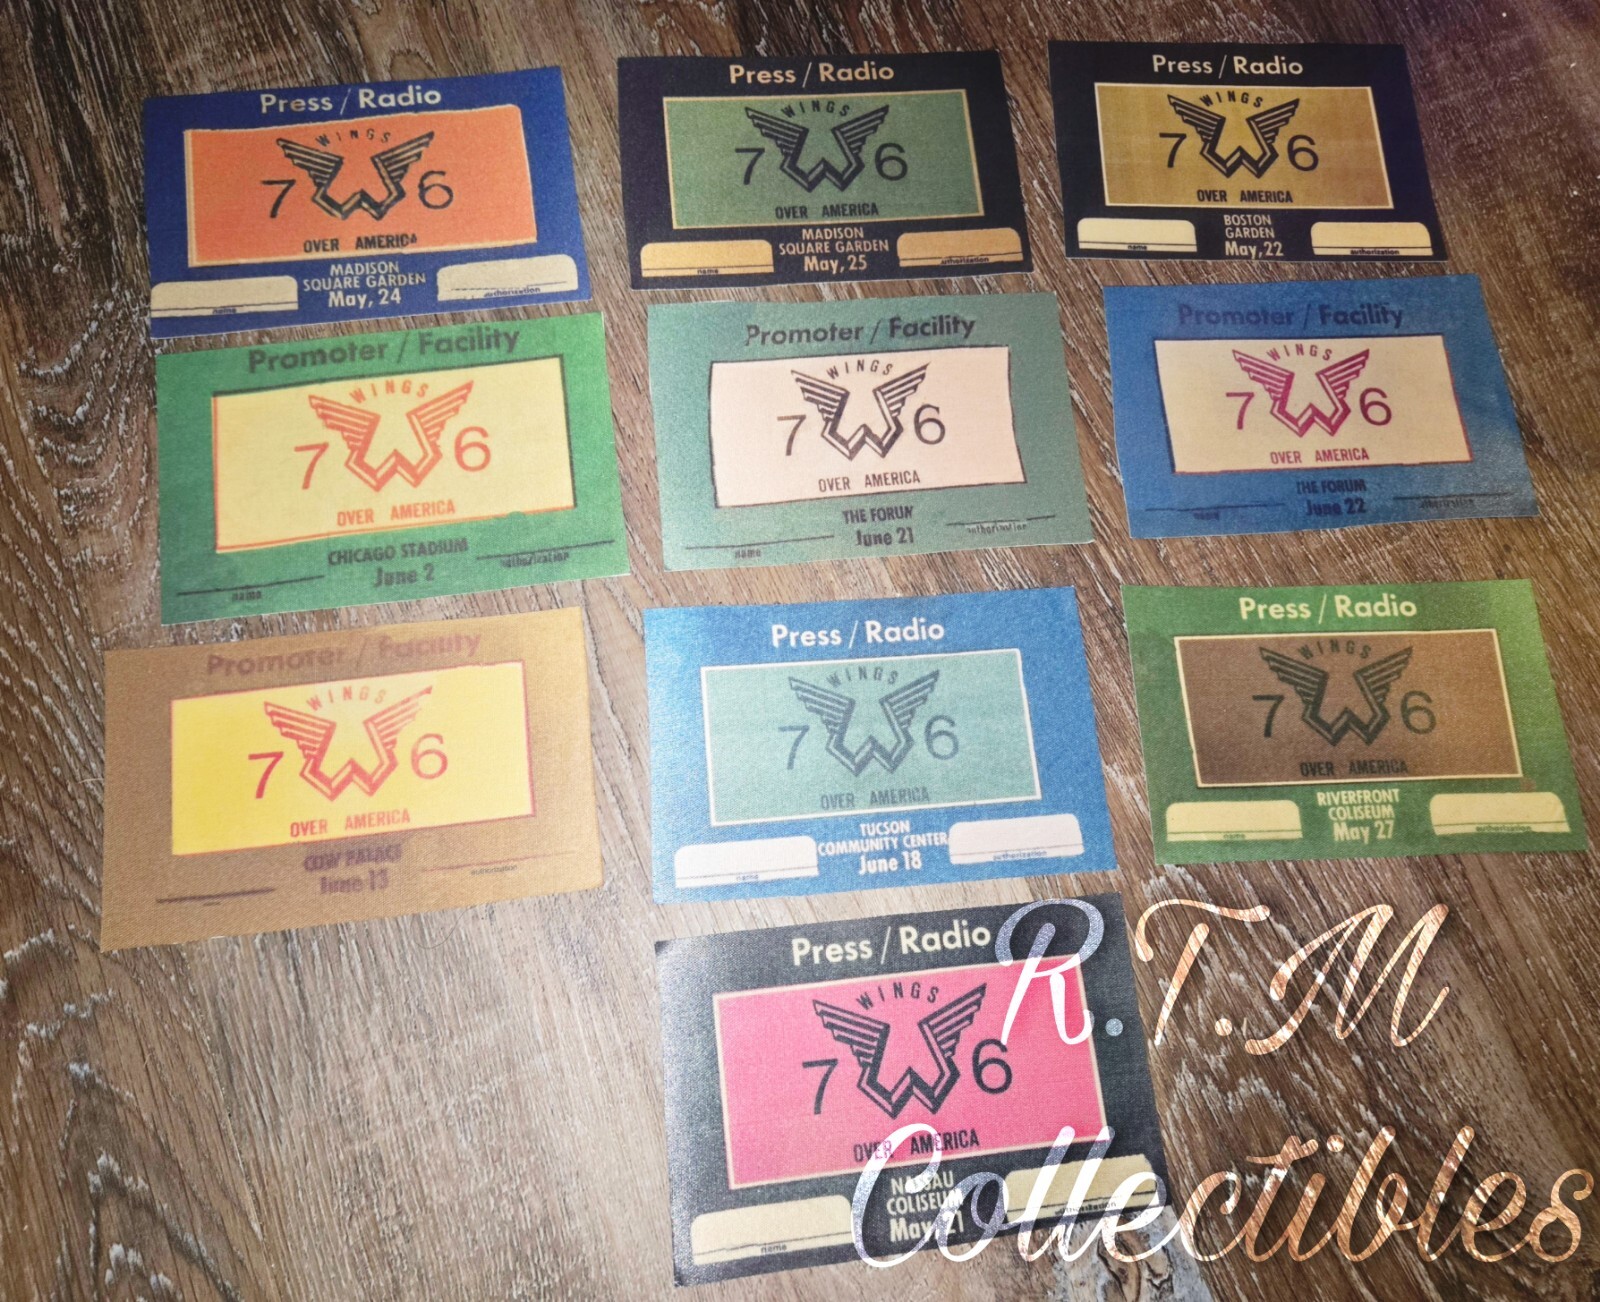 Press / Radio
WINGS
7 6
OVER AMERICA
MADISON
SQUARE GARDEN
May, 24
name
authorization
Press / Radio
WINGS
7 6
OVER AMERICA
MADISON
SQUARE GARDEN
May, 25
name
authorization
Press / Radio
WINGS
7 6
OVER AMERICA
BOSTON
GARDEN
May, 22
name
authorization
Promoter / Facility
WINGS
7 6
OVER AMERICA
CHICAGO STADIUM
June 2
name
authorization
Promoter / Facility
WINGS
7 6
OVER AMERICA
THE FORUM
June 21
name
authorization
Promoter / Facility
WINGS
7 6
OVER AMERICA
THE FORUM
June 22
name
authorization
Promoter / Facility
WINGS
7 6
OVER AMERICA
COW PALACE
June 13
authorization
Press / Radio
WINGS
7 6
OVER AMERICA
TUCSON
COMMUNITY CENTER
June 18
name
authorization
Press / Radio
WINGS
7 6
OVER AMERICA
RIVERFRONT
COLISEUM
May 27
name
authorization
Press / Radio
WINGS
7 6
OVER AMERICA
NASSAU
COLISEUM
May, 21
name
authorization
R.T.M
Collectibles